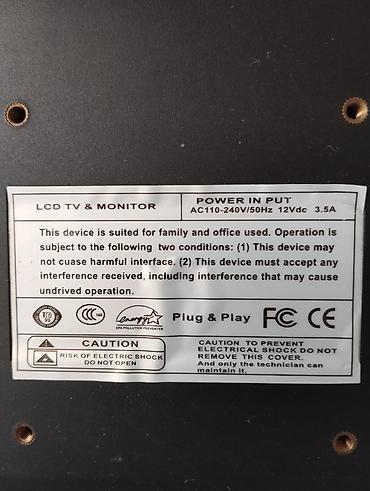 LCD TV & MONITOR
POWER IN PUT
AC110-240V/50Hz 12Vdc 3.5A
This device is suited for family and office used. Operation is
subject to the following two conditions: (1) This device may
not cuase harmful interface. (2) This device must accept any
interference received, including interference that may cause
undrived operation.
energy
EPA POLLUTION PREVENTER
Plug & Play
FC CE
CAUTION
RISK OF ELECTRIC SHOCK
DO NOT OPEN
CAUTION TO PREVENT
ELECTRICAL SHOCK DO NOT
REMOVE THIS COVER.
And only the technician can
maintain it.